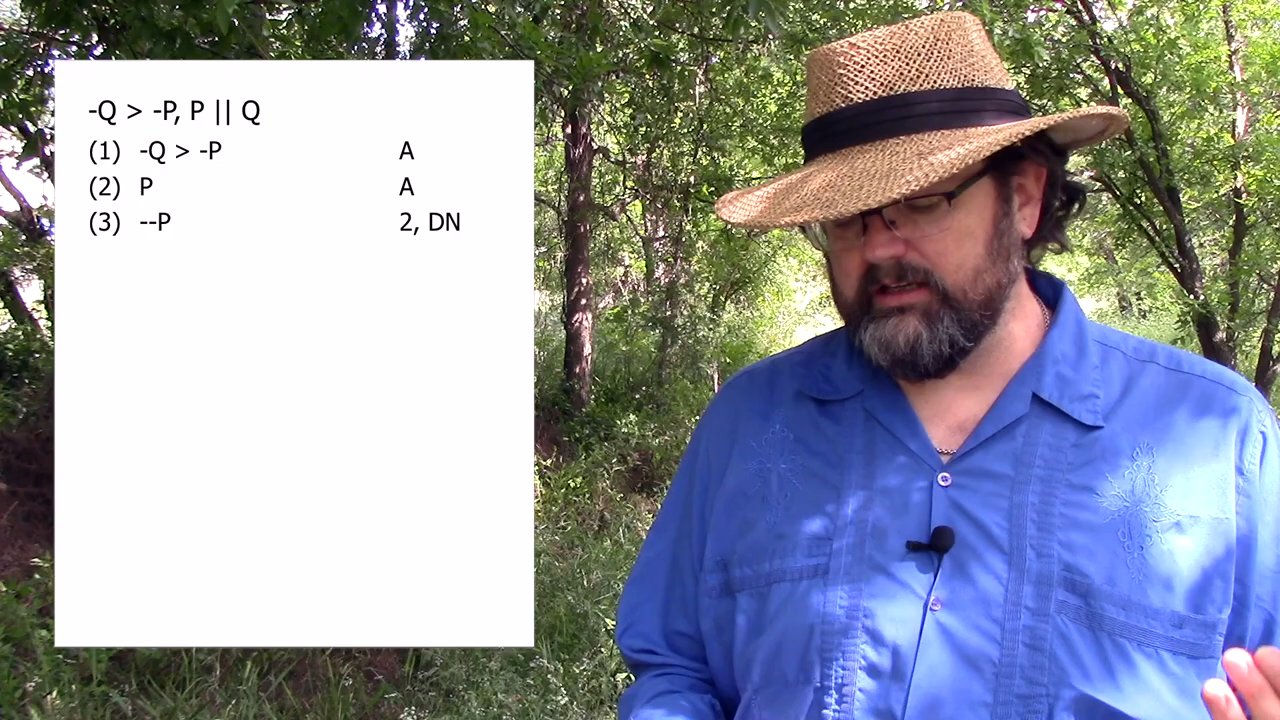 -Q > -P, P || Q
(1) -Q > -P A
(2) P A
(3) --P 2, DN